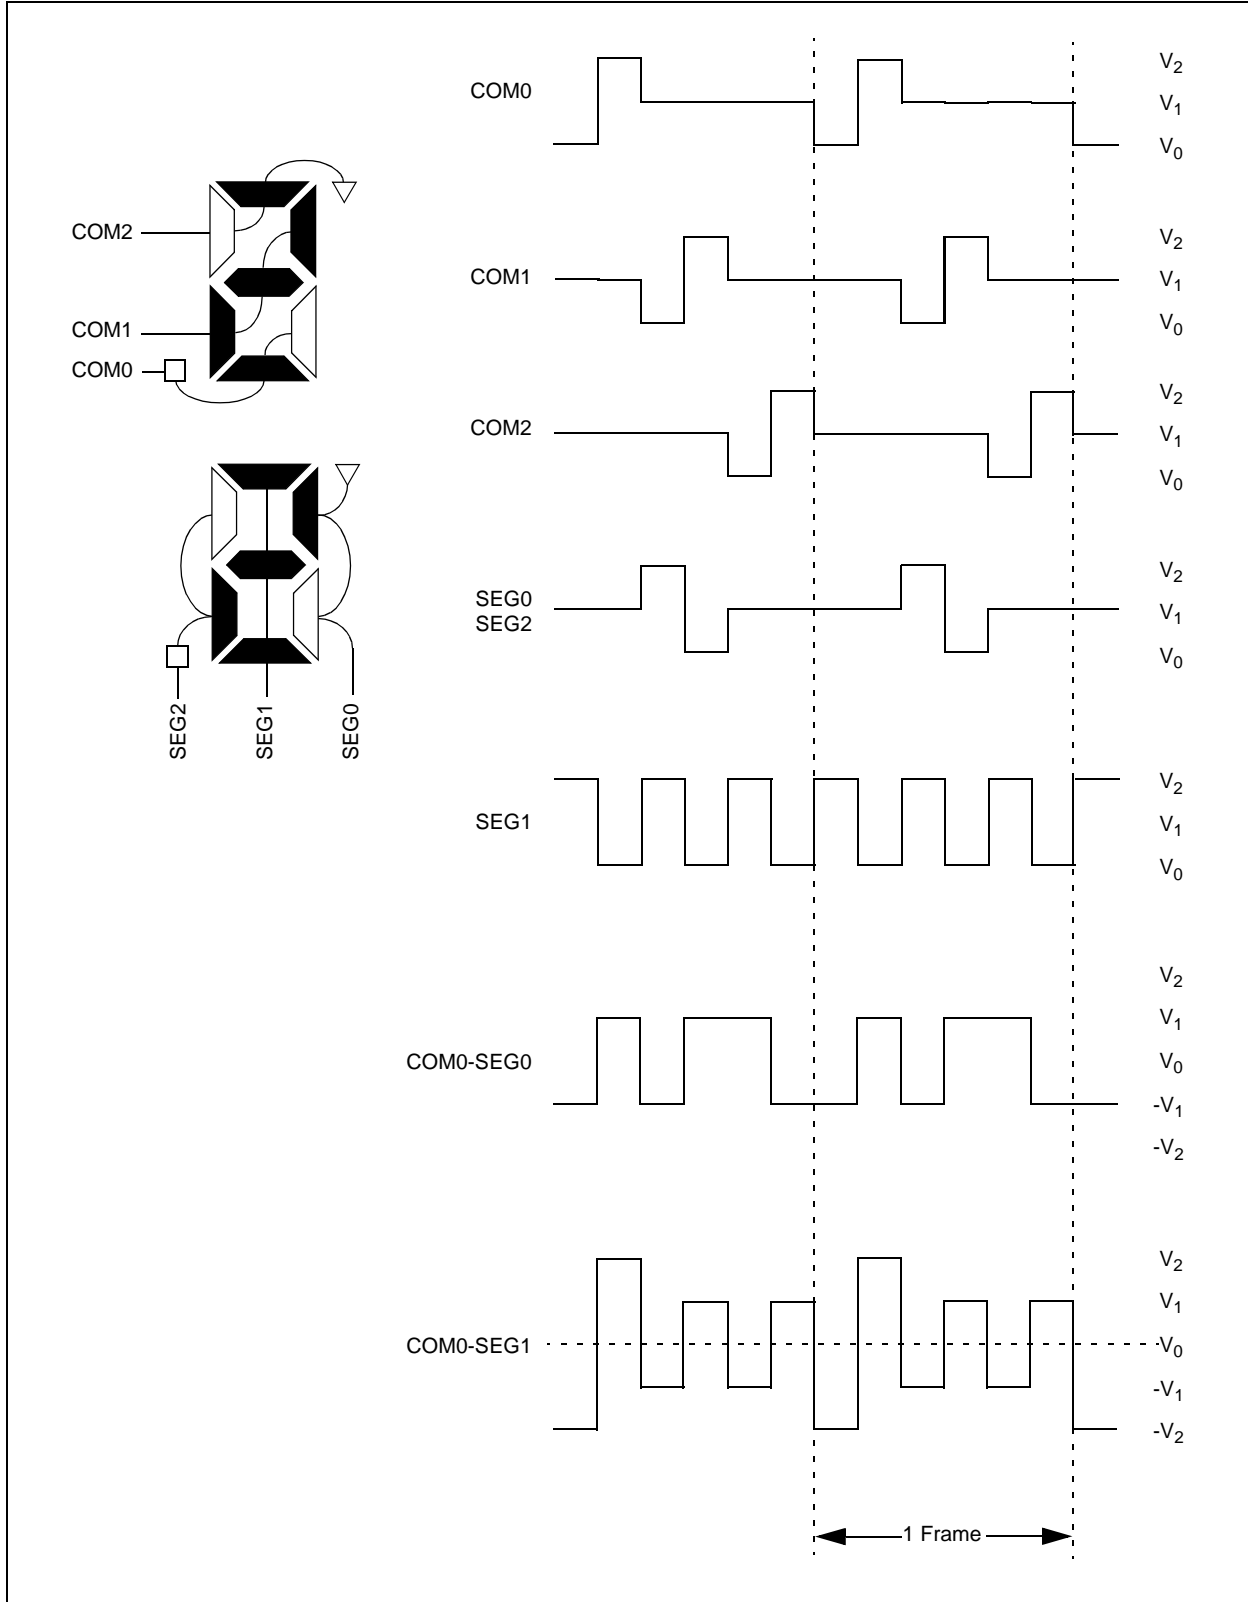 COM0
V2
V1
V0
COM2
COM1
COM0
COM1
V2
V1
V0
COM2
V2
V1
V0
SEG0
SEG2
V2
V1
V0
SEG2
SEG1
SEG0
SEG1
V2
V1
V0
COM0-SEG0
V2
V1
V0
-V1
-V2
COM0-SEG1
V2
V1
V0
-V1
-V2
1 Frame